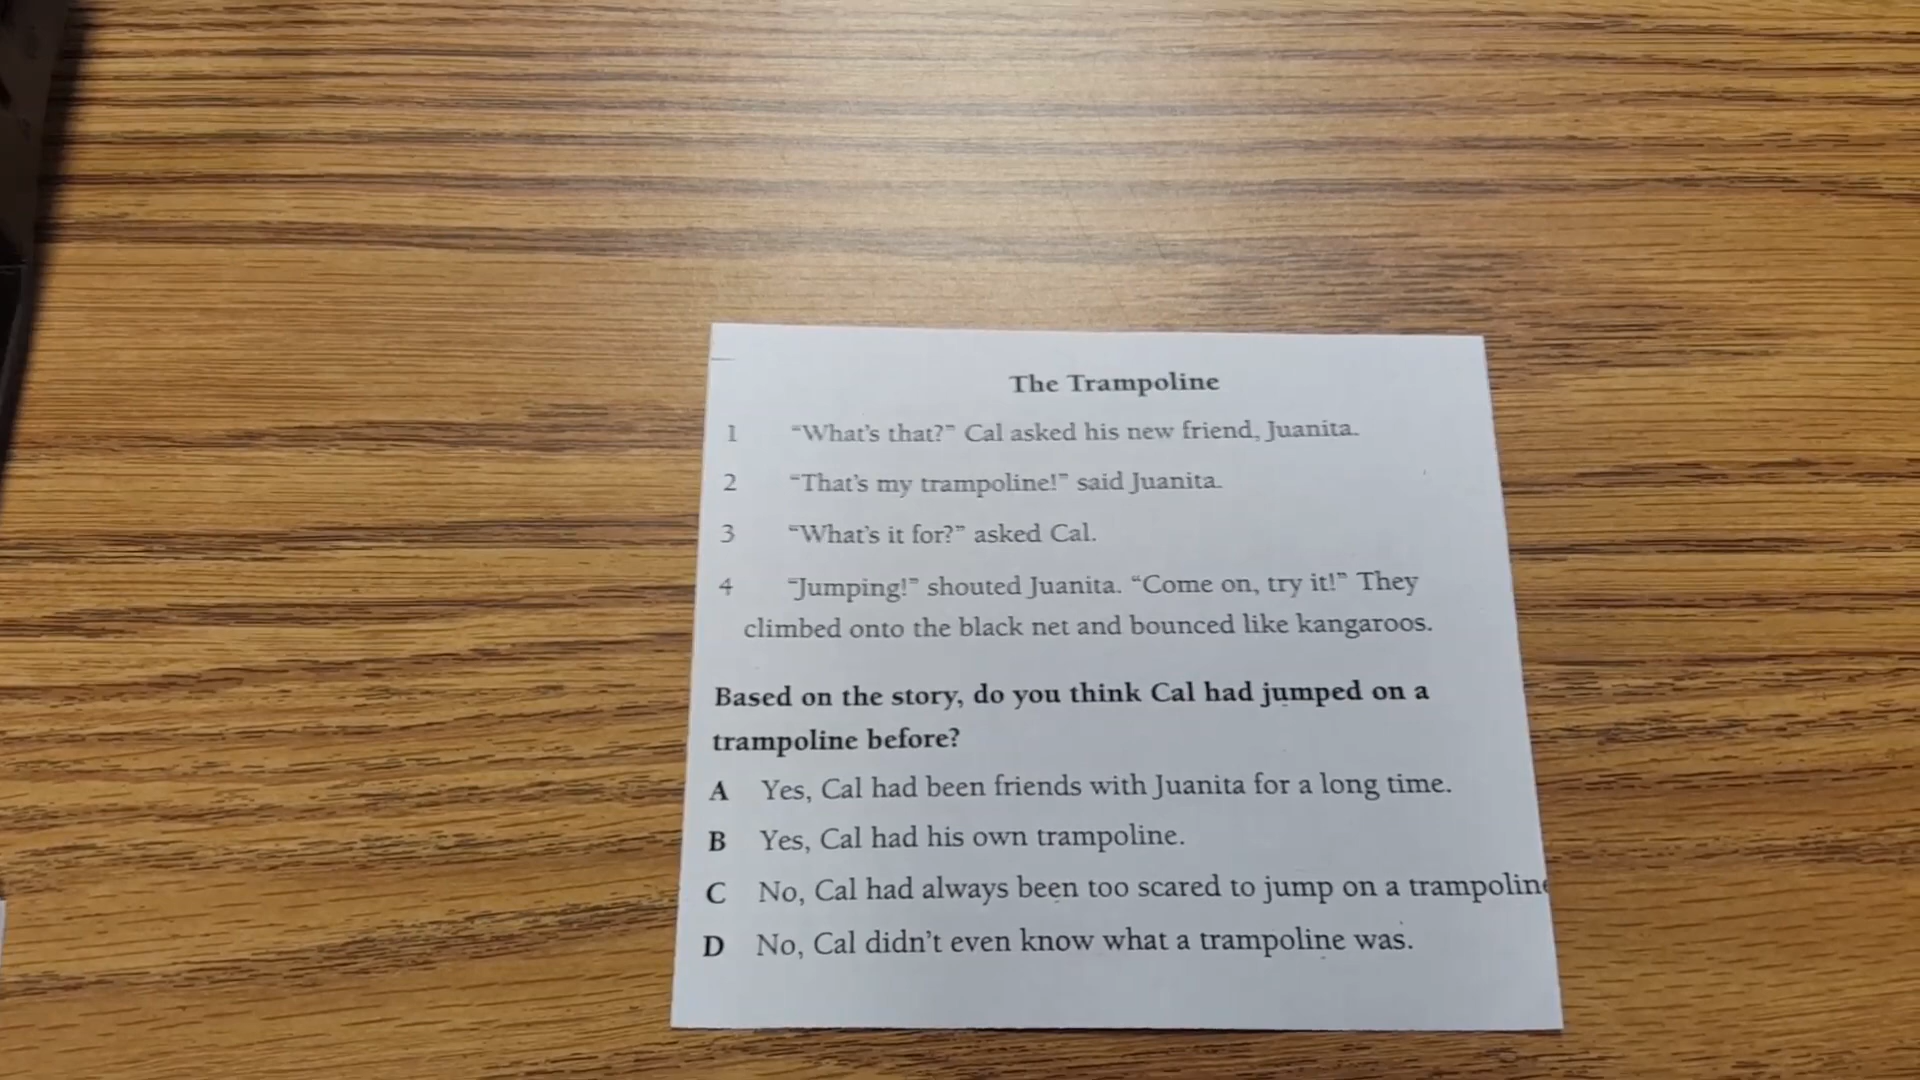 The Trampoline
1 “What’s that?” Cal asked his new friend, Juanita.
2 “That’s my trampoline!” said Juanita.
3 “What’s it for?” asked Cal.
4 “Jumping!” shouted Juanita. “Come on, try it!” They
climbed onto the black net and bounced like kangaroos.
Based on the story, do you think Cal had jumped on a
trampoline before?
A Yes, Cal had been friends with Juanita for a long time.
B Yes, Cal had his own trampoline.
C No, Cal had always been too scared to jump on a trampoline
D No, Cal didn’t even know what a trampoline was.